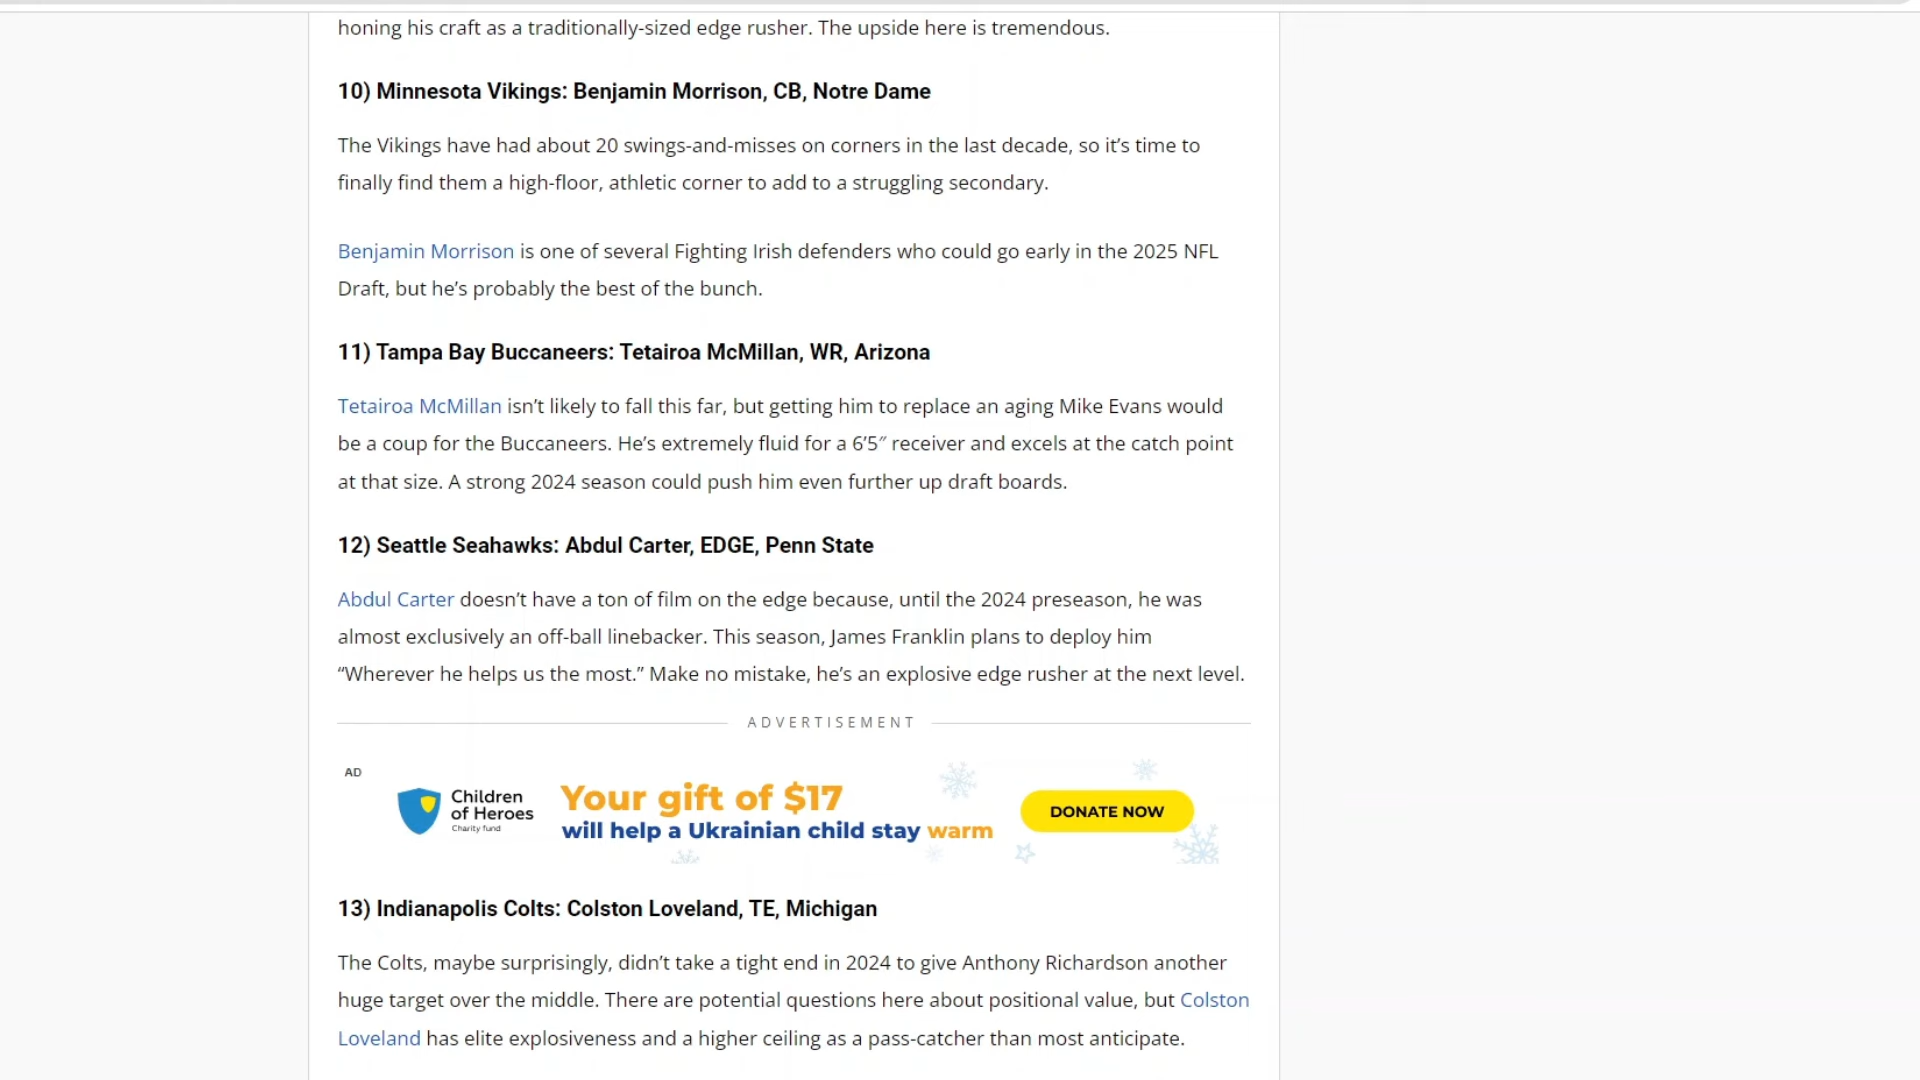 honing his craft as a traditionally-sized edge rusher. The upside here is tremendous.
10) Minnesota Vikings: Benjamin Morrison, CB, Notre Dame
The Vikings have had about 20 swings-and-misses on corners in the last decade, so it’s time to
finally find them a high-floor, athletic corner to add to a struggling secondary.
Benjamin Morrison is one of several Fighting Irish defenders who could go early in the 2025 NFL
Draft, but he’s probably the best of the bunch.
11) Tampa Bay Buccaneers: Tetairoa McMillan, WR, Arizona
Tetairoa McMillan isn’t likely to fall this far, but getting him to replace an aging Mike Evans would
be a coup for the Buccaneers. He’s extremely fluid for a 6’5″ receiver and excels at the catch point
at that size. A strong 2024 season could push him even further up draft boards.
12) Seattle Seahawks: Abdul Carter, EDGE, Penn State
Abdul Carter doesn’t have a ton of film on the edge because, until the 2024 preseason, he was
almost exclusively an off-ball linebacker. This season, James Franklin plans to deploy him
“Wherever he helps us the most.” Make no mistake, he’s an explosive edge rusher at the next level.
ADVERTISEMENT
AD
Children
of Heroes
Charity fund
Your gift of $17
will help a Ukrainian child stay warm
DONATE NOW
13) Indianapolis Colts: Colston Loveland, TE, Michigan
The Colts, maybe surprisingly, didn’t take a tight end in 2024 to give Anthony Richardson another
huge target over the middle. There are potential questions here about positional value, but Colston
Loveland has elite explosiveness and a higher ceiling as a pass-catcher than most anticipate.